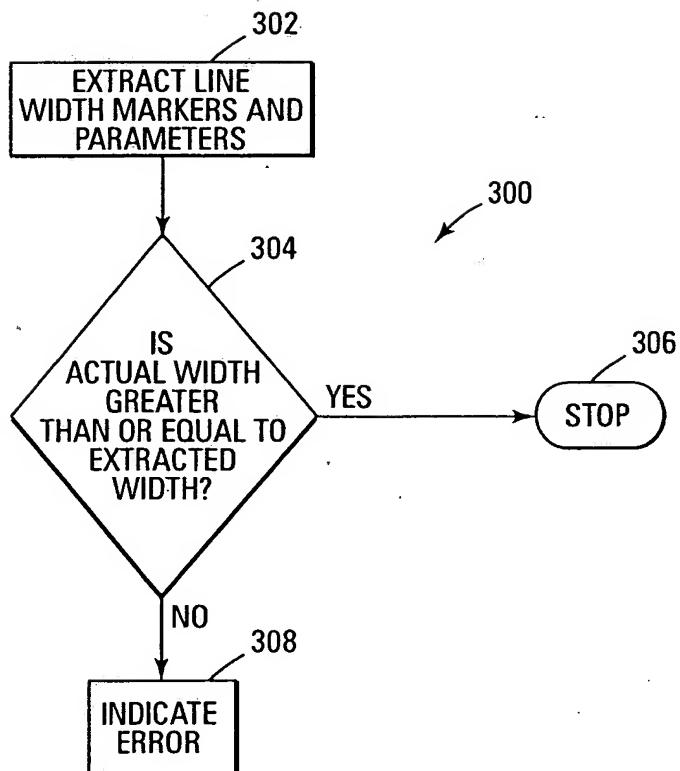 302
EXTRACT LINE
WIDTH MARKERS AND
PARAMETERS
300
304
IS
ACTUAL WIDTH
GREATER
THAN OR EQUAL TO
EXTRACTED
WIDTH?
YES
306
STOP
NO
308
INDICATE
ERROR